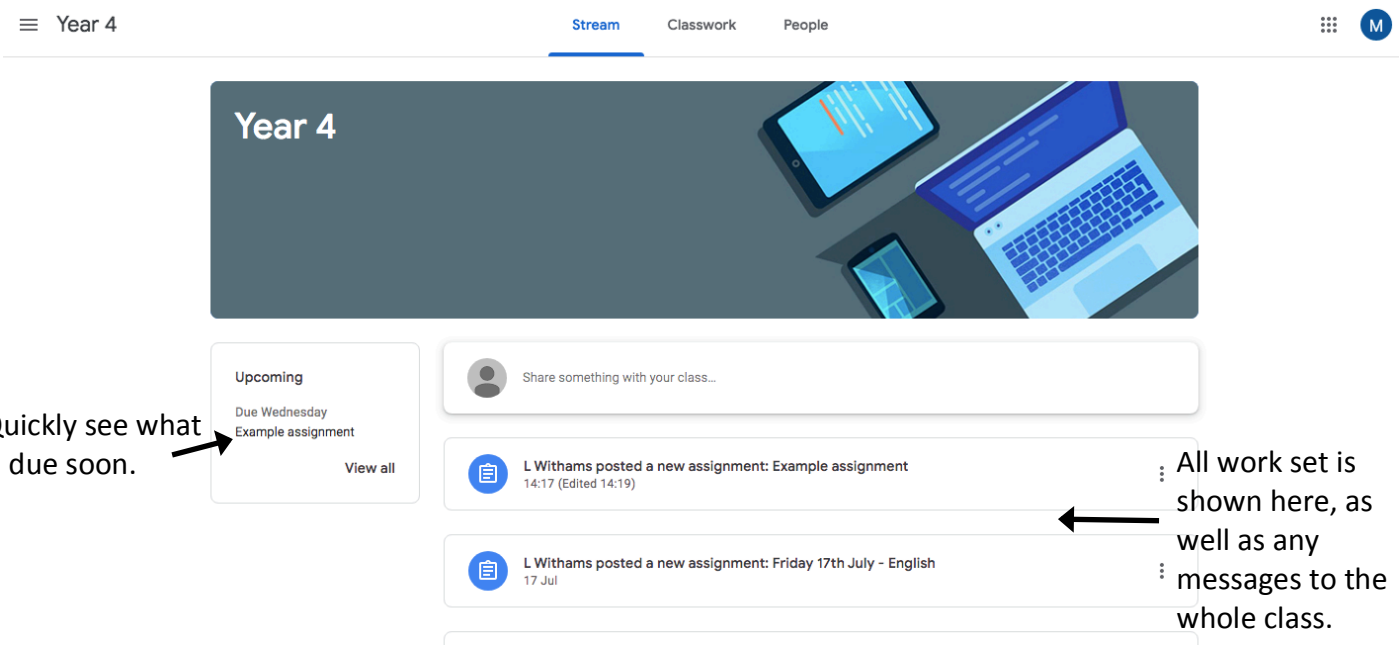 Year 4
Stream Classwork People
M
Year 4
Upcoming
Due Wednesday
Example assignment
View all
uickly see what
due soon.
Share something with your class...
L Withams posted a new assignment: Example assignment
14:17 (Edited 14:19)
L Withams posted a new assignment: Friday 17th July - English
17 Jul
All work set is
shown here, as
well as any
messages to the
whole class.